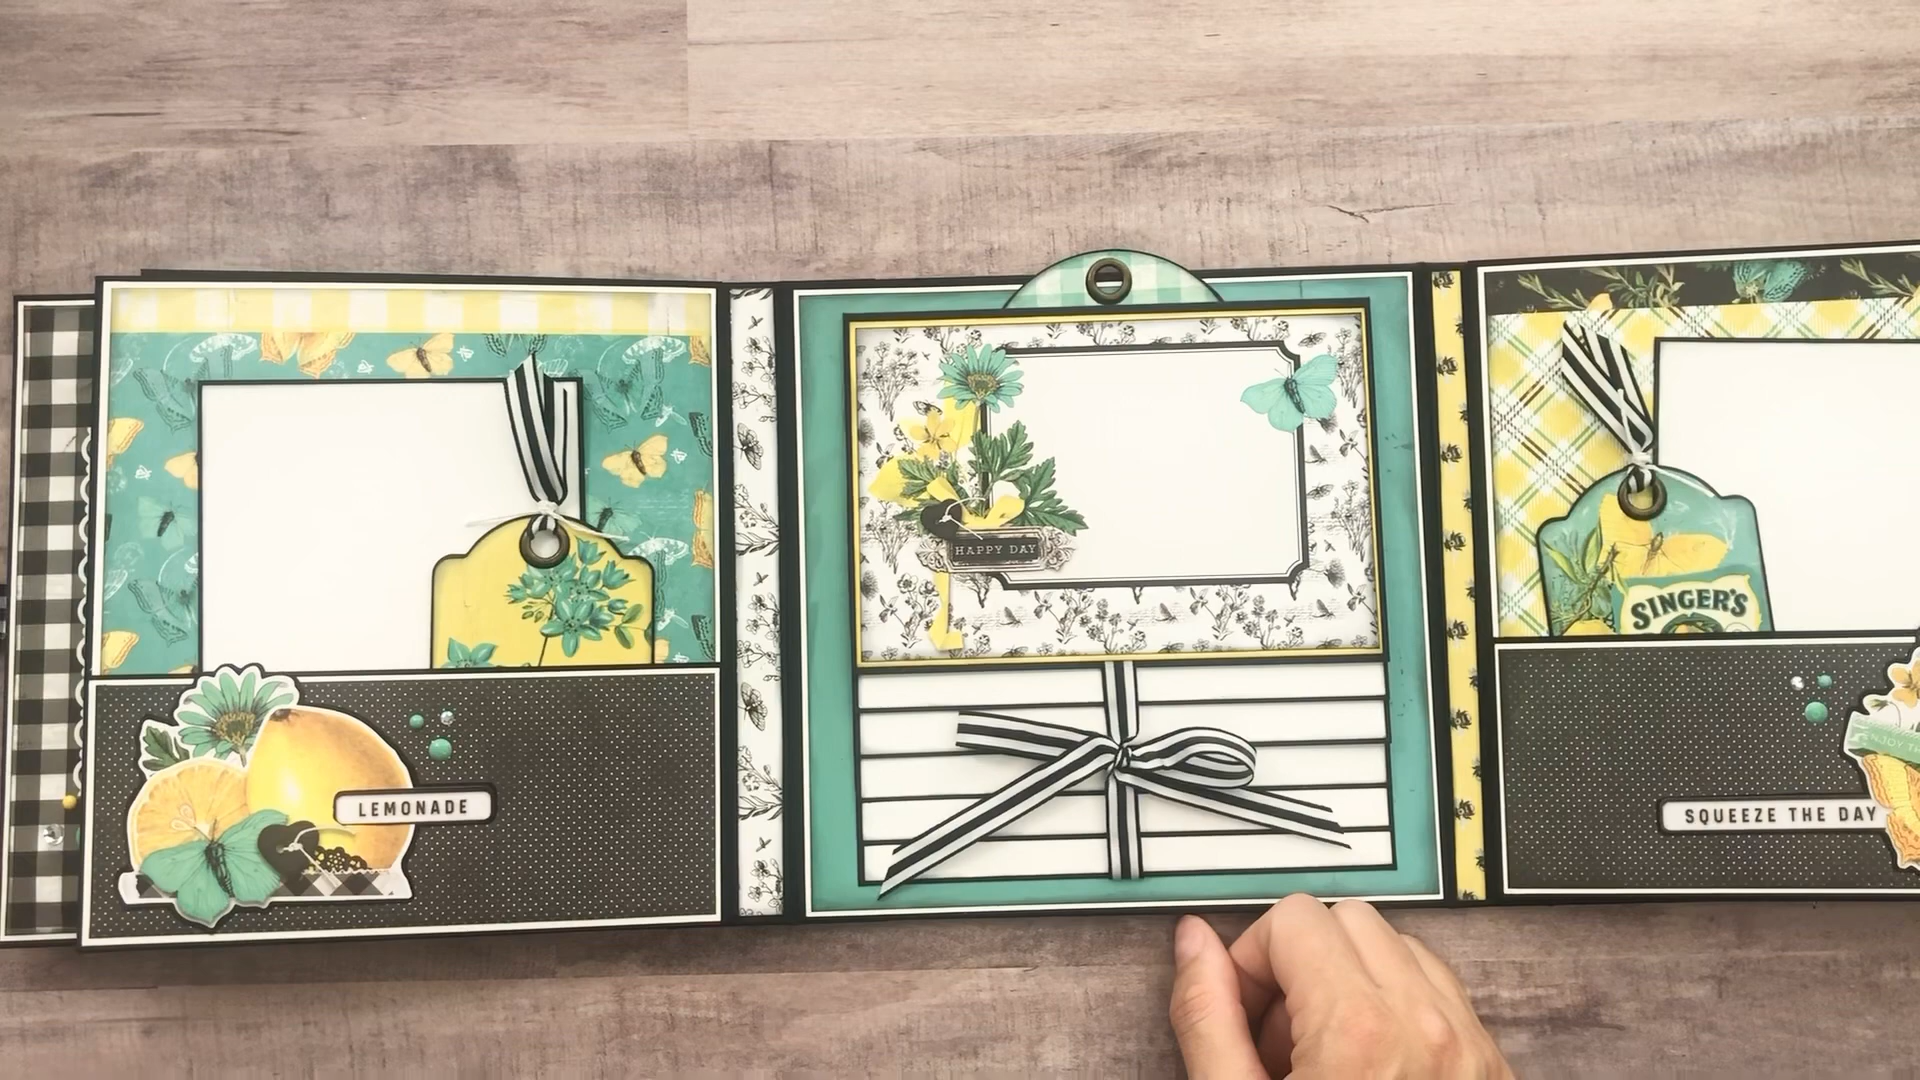 LEMONADE
HAPPY DAY
SINGER'S
SQUEEZE THE DAY